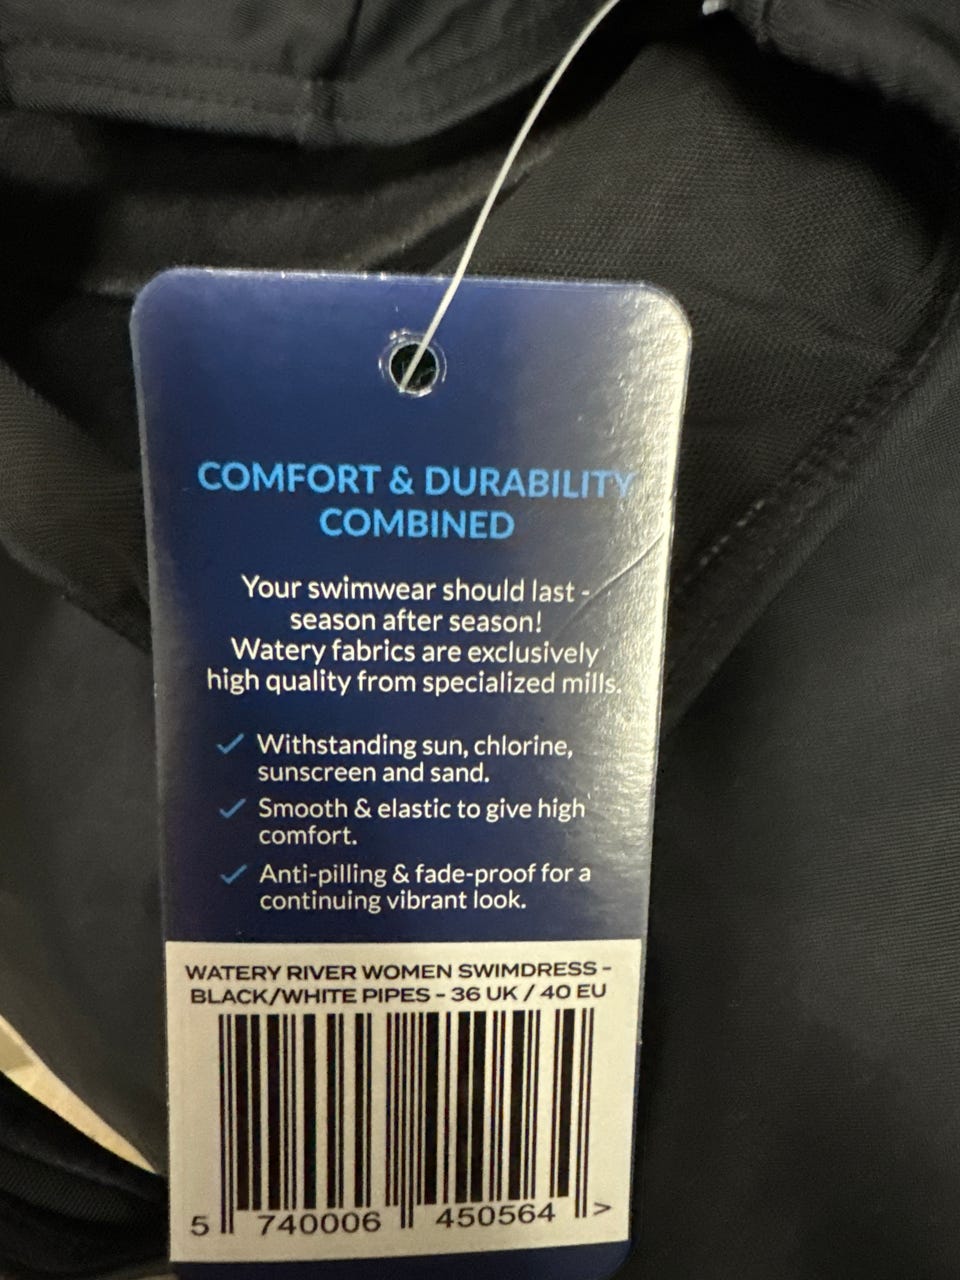 COMFORT & DURABILITY
COMBINED
Your swimwear should last -
season after season!
Watery fabrics are exclusively
high quality from specialized mills.
Withstanding sun, chlorine,
sunscreen and sand.
Smooth & elastic to give high
comfort.
Anti-pilling & fade-proof for a
continuing vibrant look.
WATERY RIVER WOMEN SWIMDRESS -
BLACK/WHITE PIPES - 36 UK / 40 EU
5 740006 450564 >